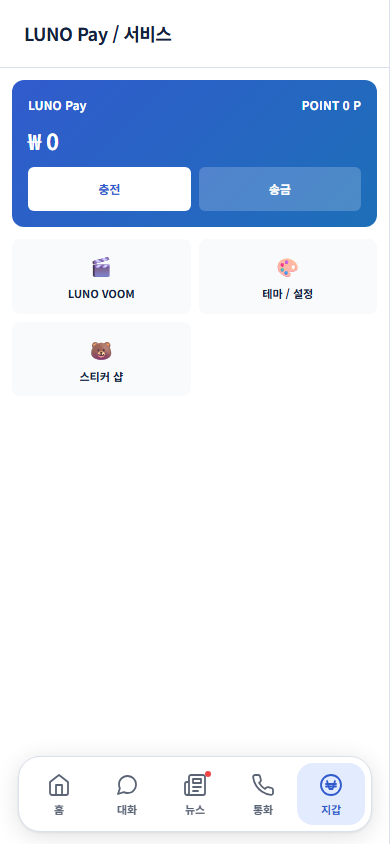 LUNO Pay / 서비스
LUNO Pay
POINT 0 P
₩ 0
충전
송금
LUNO VOOM
테마 / 설정
스티커 샵
홈
대화
뉴스
통화
지갑